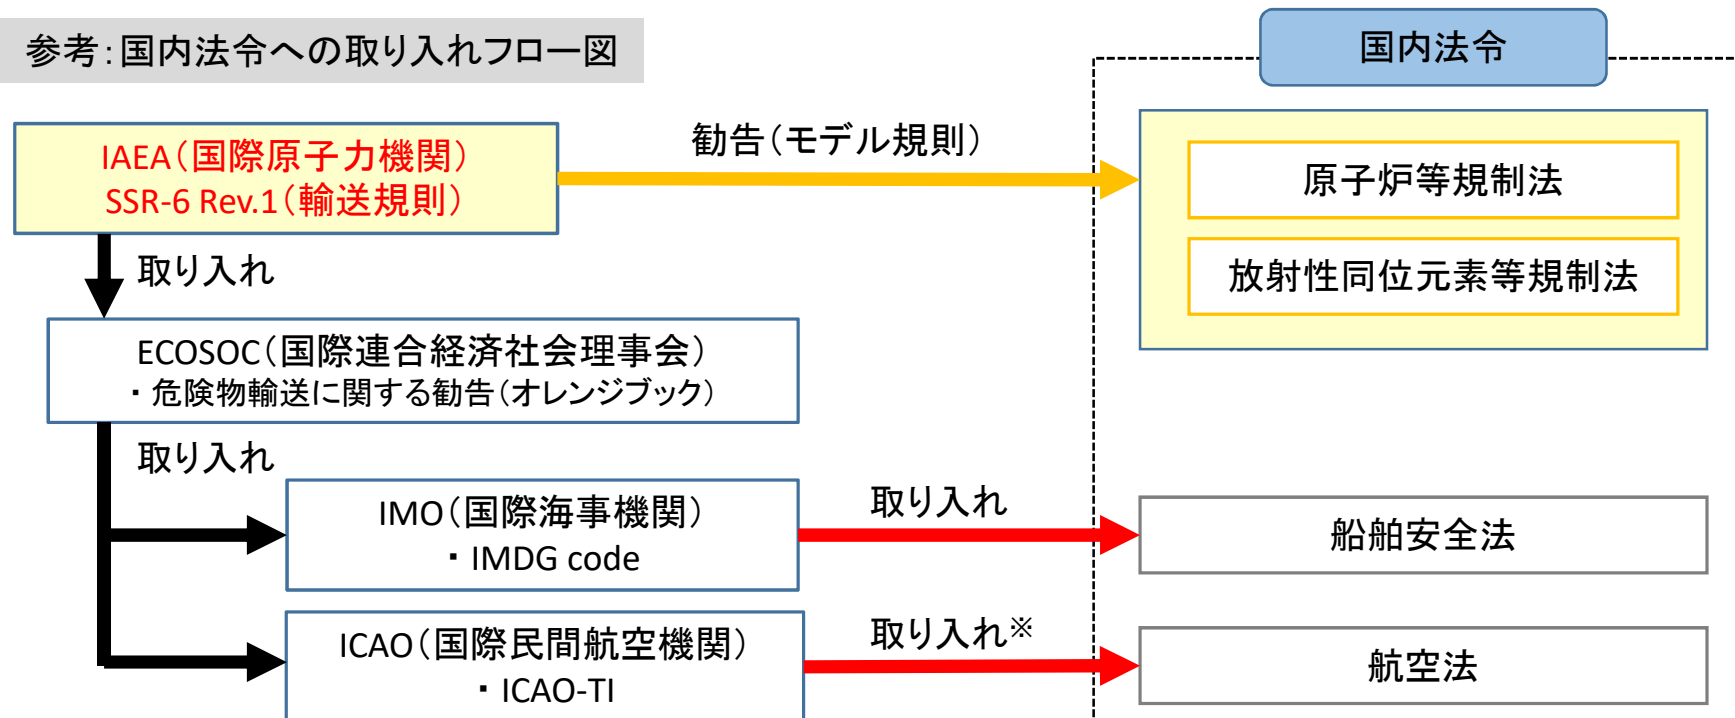 参考：国内法令への取り入れフロー図
国内法令
IAEA（国際原子力機関）
SSR-6 Rev.1（輸送規則）
勧告（モデル規則）
原子炉等規制法
放射性同位元素等規制法
取り入れ
ECOSOC（国際連合経済社会理事会）
・危険物輸送に関する勧告（オレンジブック）
取り入れ
IMO（国際海事機関）
・IMDG code
取り入れ
船舶安全法
ICAO（国際民間航空機関）
・ICAO-TI
取り入れ※
航空法